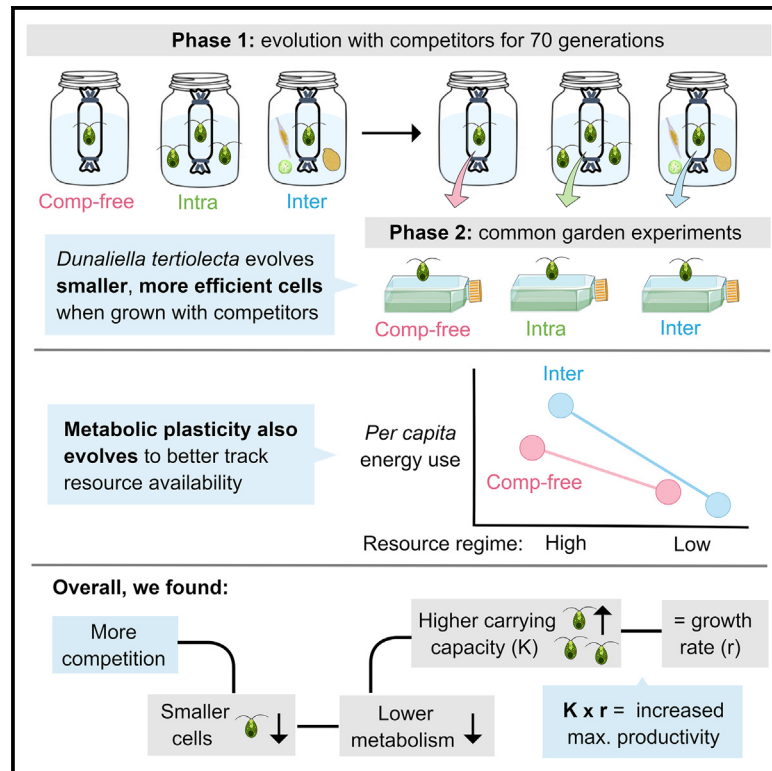 Phase 1: evolution with competitors for 70 generations
Comp-free
Intra
Inter
Phase 2: common garden experiments
Dunaliella tertiolecta evolves
smaller, more efficient cells
when grown with competitors
Comp-free
Intra
Inter
Metabolic plasticity also
evolves to better track
resource availability
Per capita
energy use
Inter
Comp-free
Resource regime: High Low
Overall, we found:
More
competition
Smaller
cells
Lower
metabolism
Higher carrying
capacity (K)
= growth
rate (r)
K x r = increased
max. productivity